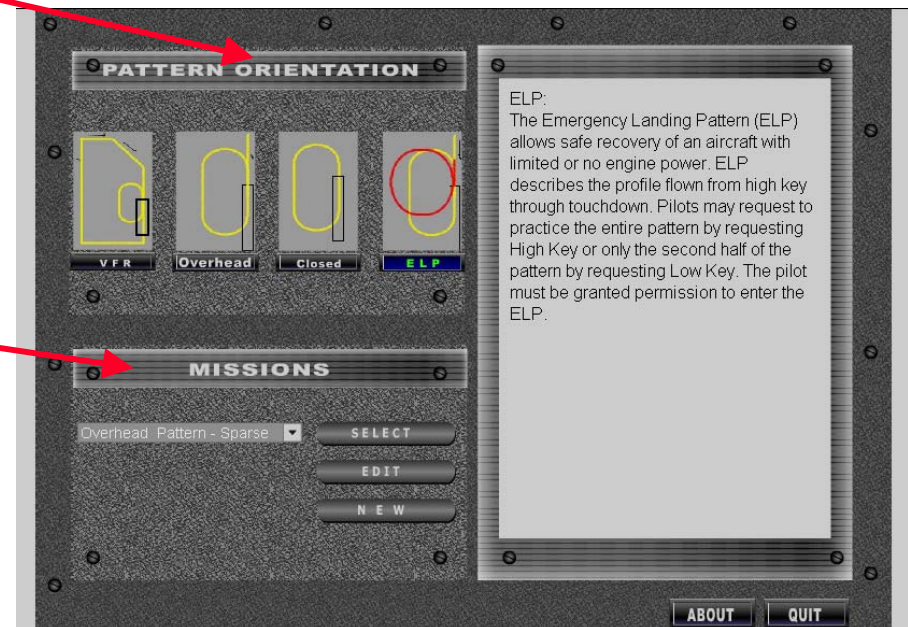 PATTERN ORIENTATION
VFR Overhead Closed ELP
MISSIONS
Overhead Pattern - Sparse
SELECT
EDIT
NEW
ELP:
The Emergency Landing Pattern (ELP)
allows safe recovery of an aircraft with
limited or no engine power. ELP
describes the profile flown from high key
through touchdown. Pilots may request to
practice the entire pattern by requesting
High Key or only the second half of the
pattern by requesting Low Key. The pilot
must be granted permission to enter the
ELP.
ABOUT QUIT